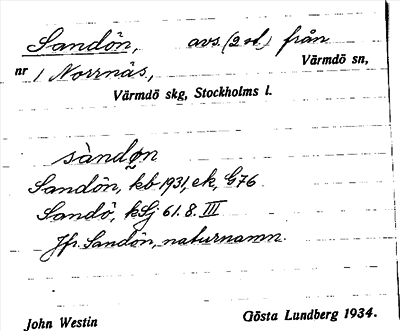 Sandön, avs. (2 st.) från
nr 1 Norrnäs, Värmdö sn,
Värmdö skg, Stockholms l.
sàndøn
Sandön, kb 1931, ek, G76
Sandö, kSj 61.8.III
Jfr. Sandön, naturnamn.
John Westin Gösta Lundberg 1934.